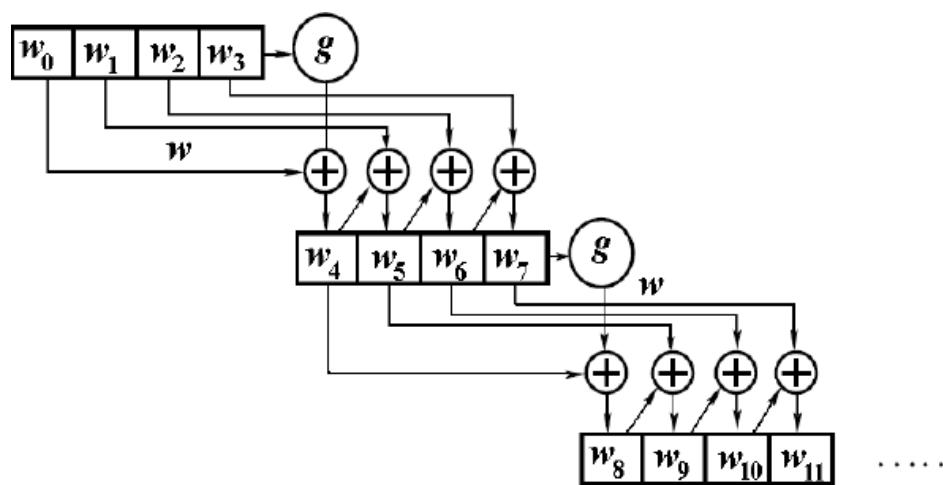 w₀ w₁ w₂ w₃ g
w
+ + + +
w₄ w₅ w₆ w₇ g
w
+ + + +
w₈ w₉ w₁₀ w₁₁ .....